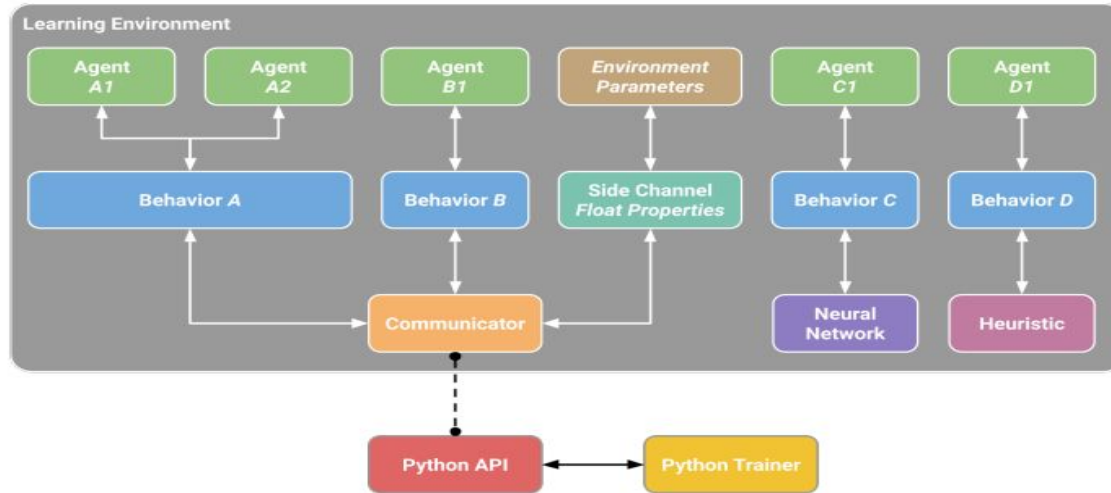 Learning Environment
Agent
A1
Agent
A2
Agent
B1
Environment
Parameters
Agent
C1
Agent
D1
Behavior A
Behavior B
Side Channel
Float Properties
Behavior C
Behavior D
Communicator
Neural
Network
Heuristic
Python API
Python Trainer